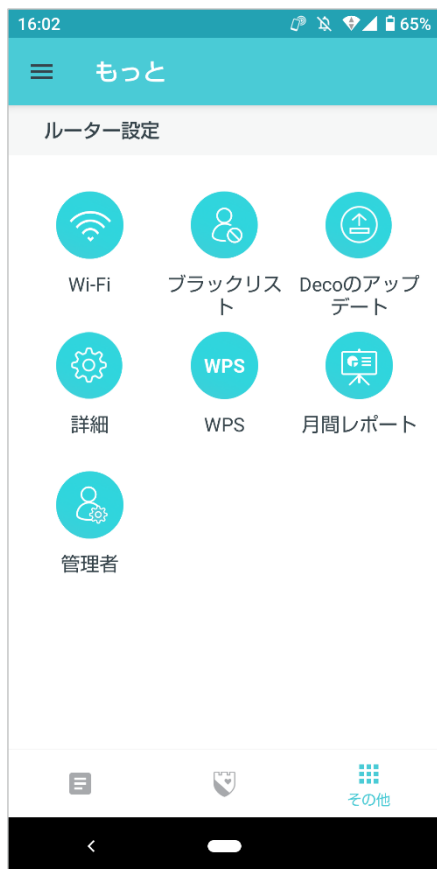 16:02
65%
もっと
ルーター設定
Wi-Fi
ブラックリス
ト
Decoのアップ
デート
詳細
WPS
WPS
月間レポート
管理者
その他